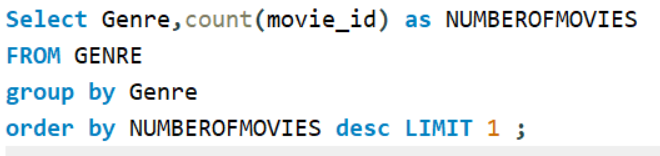 Select Genre,count(movie_id) as NUMBEROFMOVIES
FROM GENRE
group by Genre
order by NUMBEROFMOVIES desc LIMIT 1 ;